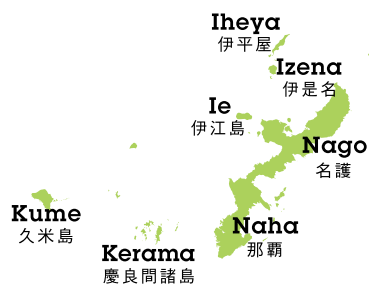 Iheya
伊平屋
Izena
伊是名
Ie
伊江島
Nago
名護
Kume
久米島
Naha
那覇
Kerama
慶良間諸島